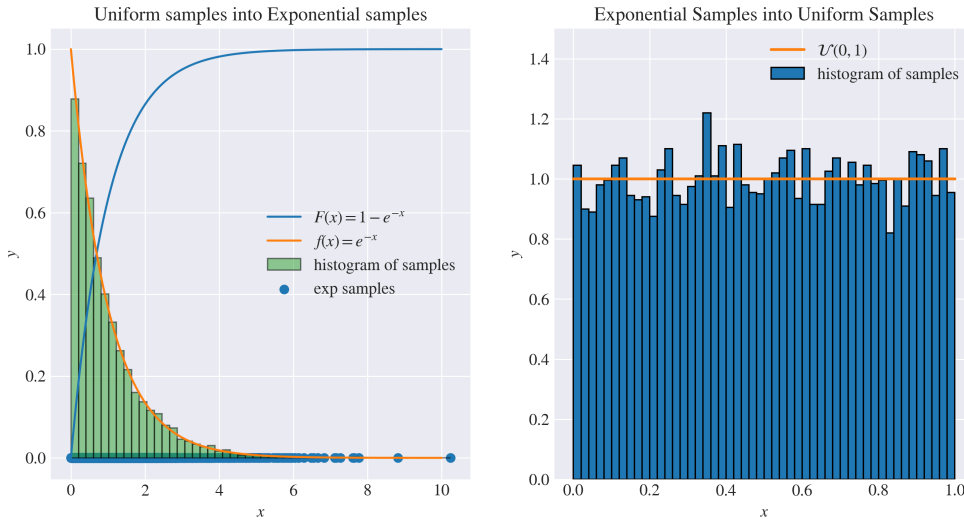 Uniform samples into Exponential samples
1.0
0.8
0.6
0.4
0.2
0.0
y
F(x) = 1 − e^{−x}
f(x) = e^{−x}
histogram of samples
exp samples
0 2 4 6 8 10
x
Exponential Samples into Uniform Samples
1.4
1.2
1.0
0.8
0.6
0.4
0.2
0.0
y
𝒰(0, 1)
histogram of samples
0.0 0.2 0.4 0.6 0.8 1.0
x